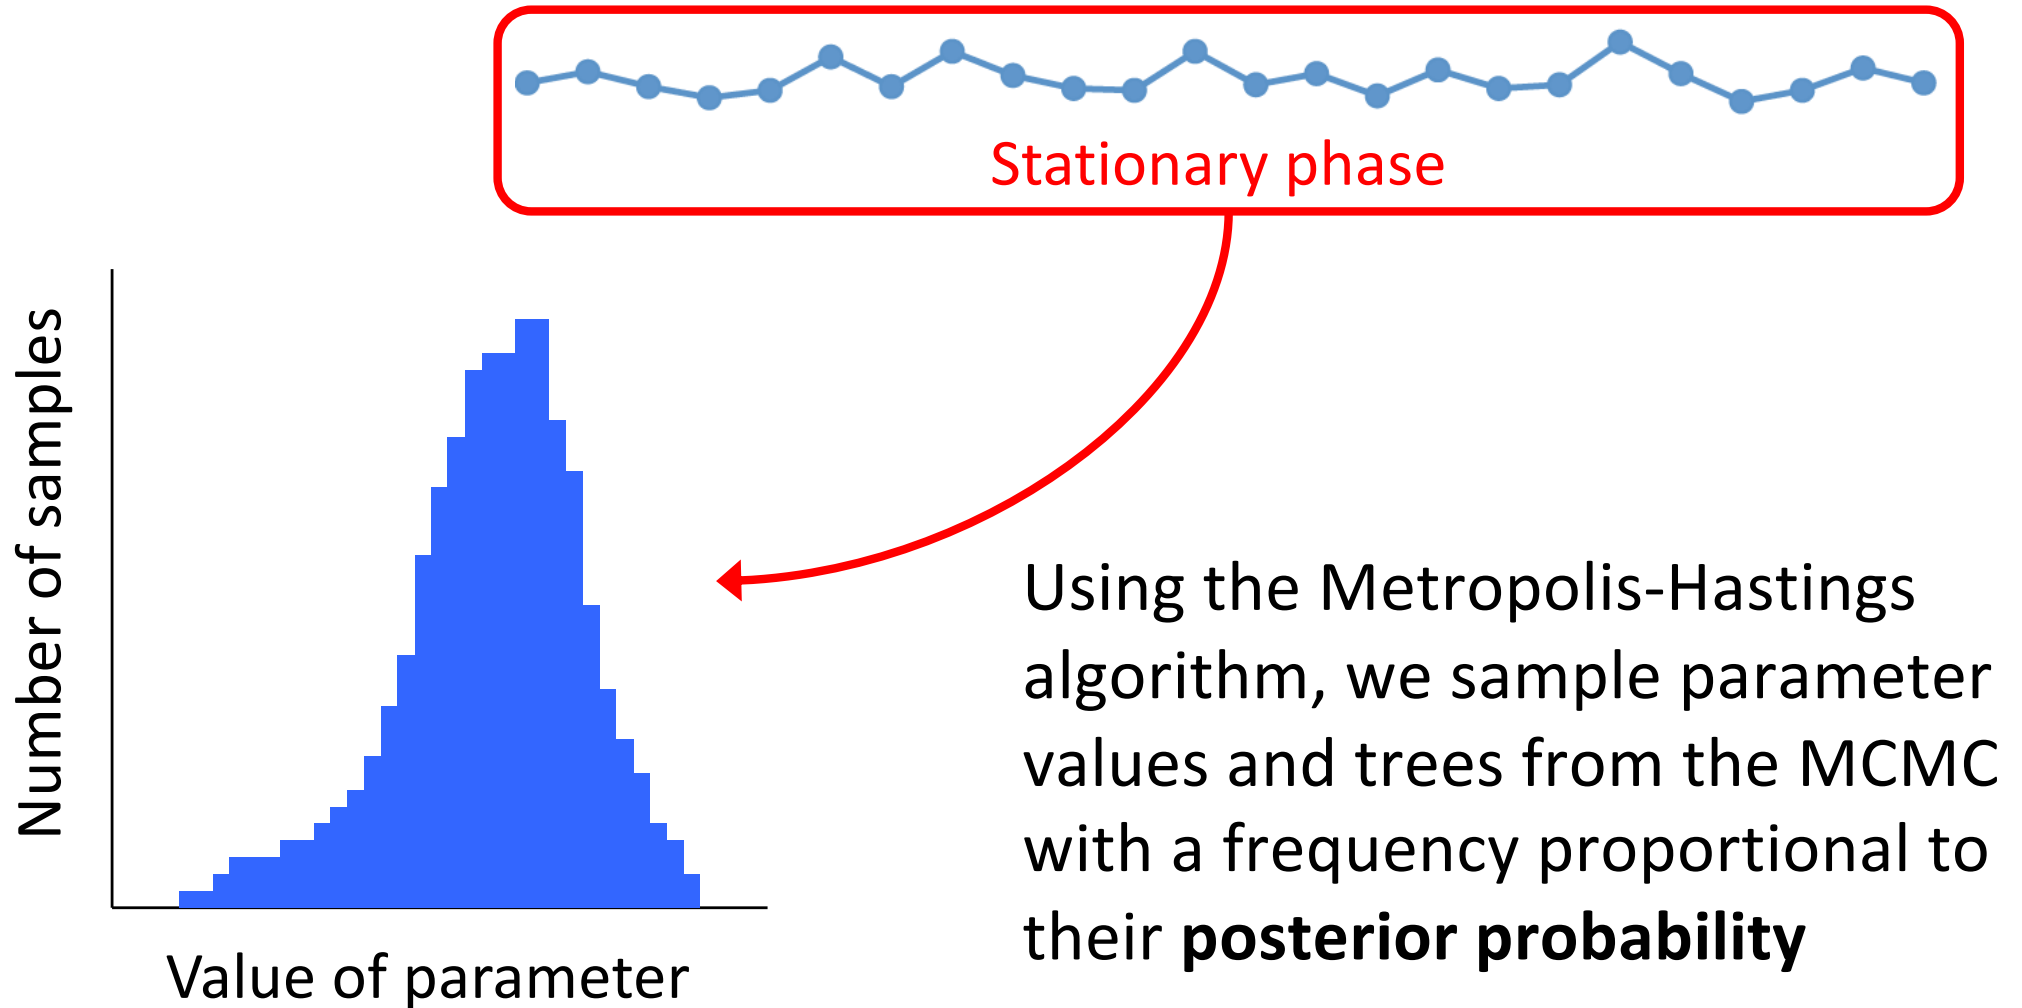 Stationary phase
Number of samples
Value of parameter
Using the Metropolis-Hastings
algorithm, we sample parameter
values and trees from the MCMC
with a frequency proportional to
their posterior probability